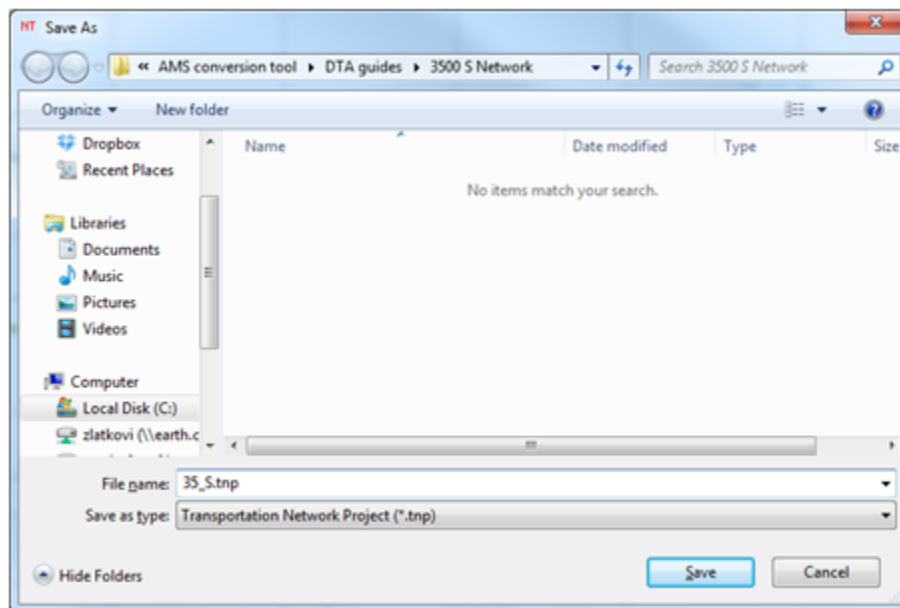 NT Save As
« AMS conversion tool DTA guides 3500 S Network Search 3500 S Network
Organize New folder
Dropbox
Recent Places
Libraries
Documents
Music
Pictures
Videos
Computer
Local Disk (C:)
zlatkovi (\\earth.c
Name Date modified Type Size
No items match your search.
File name: 35_S.tnp
Save as type: Transportation Network Project (*.tnp)
Hide Folders Save Cancel